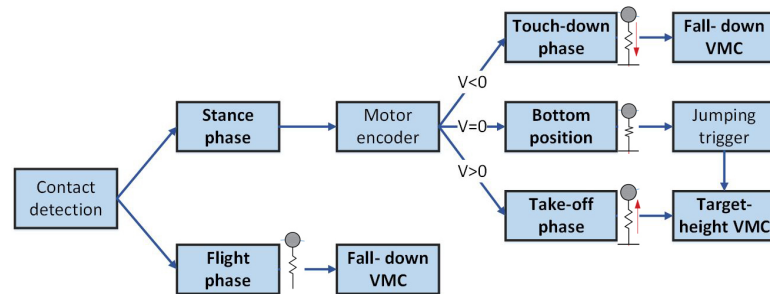 Touch-down
phase
Fall- down
VMC
V<0
Stance
phase
Motor
encoder
V=0
Bottom
position
Jumping
trigger
V>0
Contact
detection
Take-off
phase
Target-
height VMC
Flight
phase
Fall- down
VMC